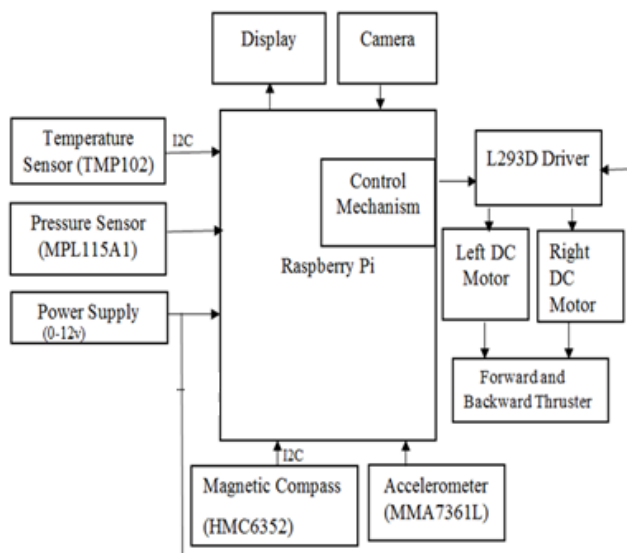 Display
Camera
Temperature
Sensor (TMP102)
I2C
L293D Driver
Control
Mechanism
Pressure Sensor
(MPL115A1)
Raspberry Pi
Left DC
Motor
Right
DC
Motor
Power Supply
(0-12v)
Forward and
Backward Thruster
I2C
Magnetic Compass
(HMC6352)
Accelerometer
(MMA7361L)